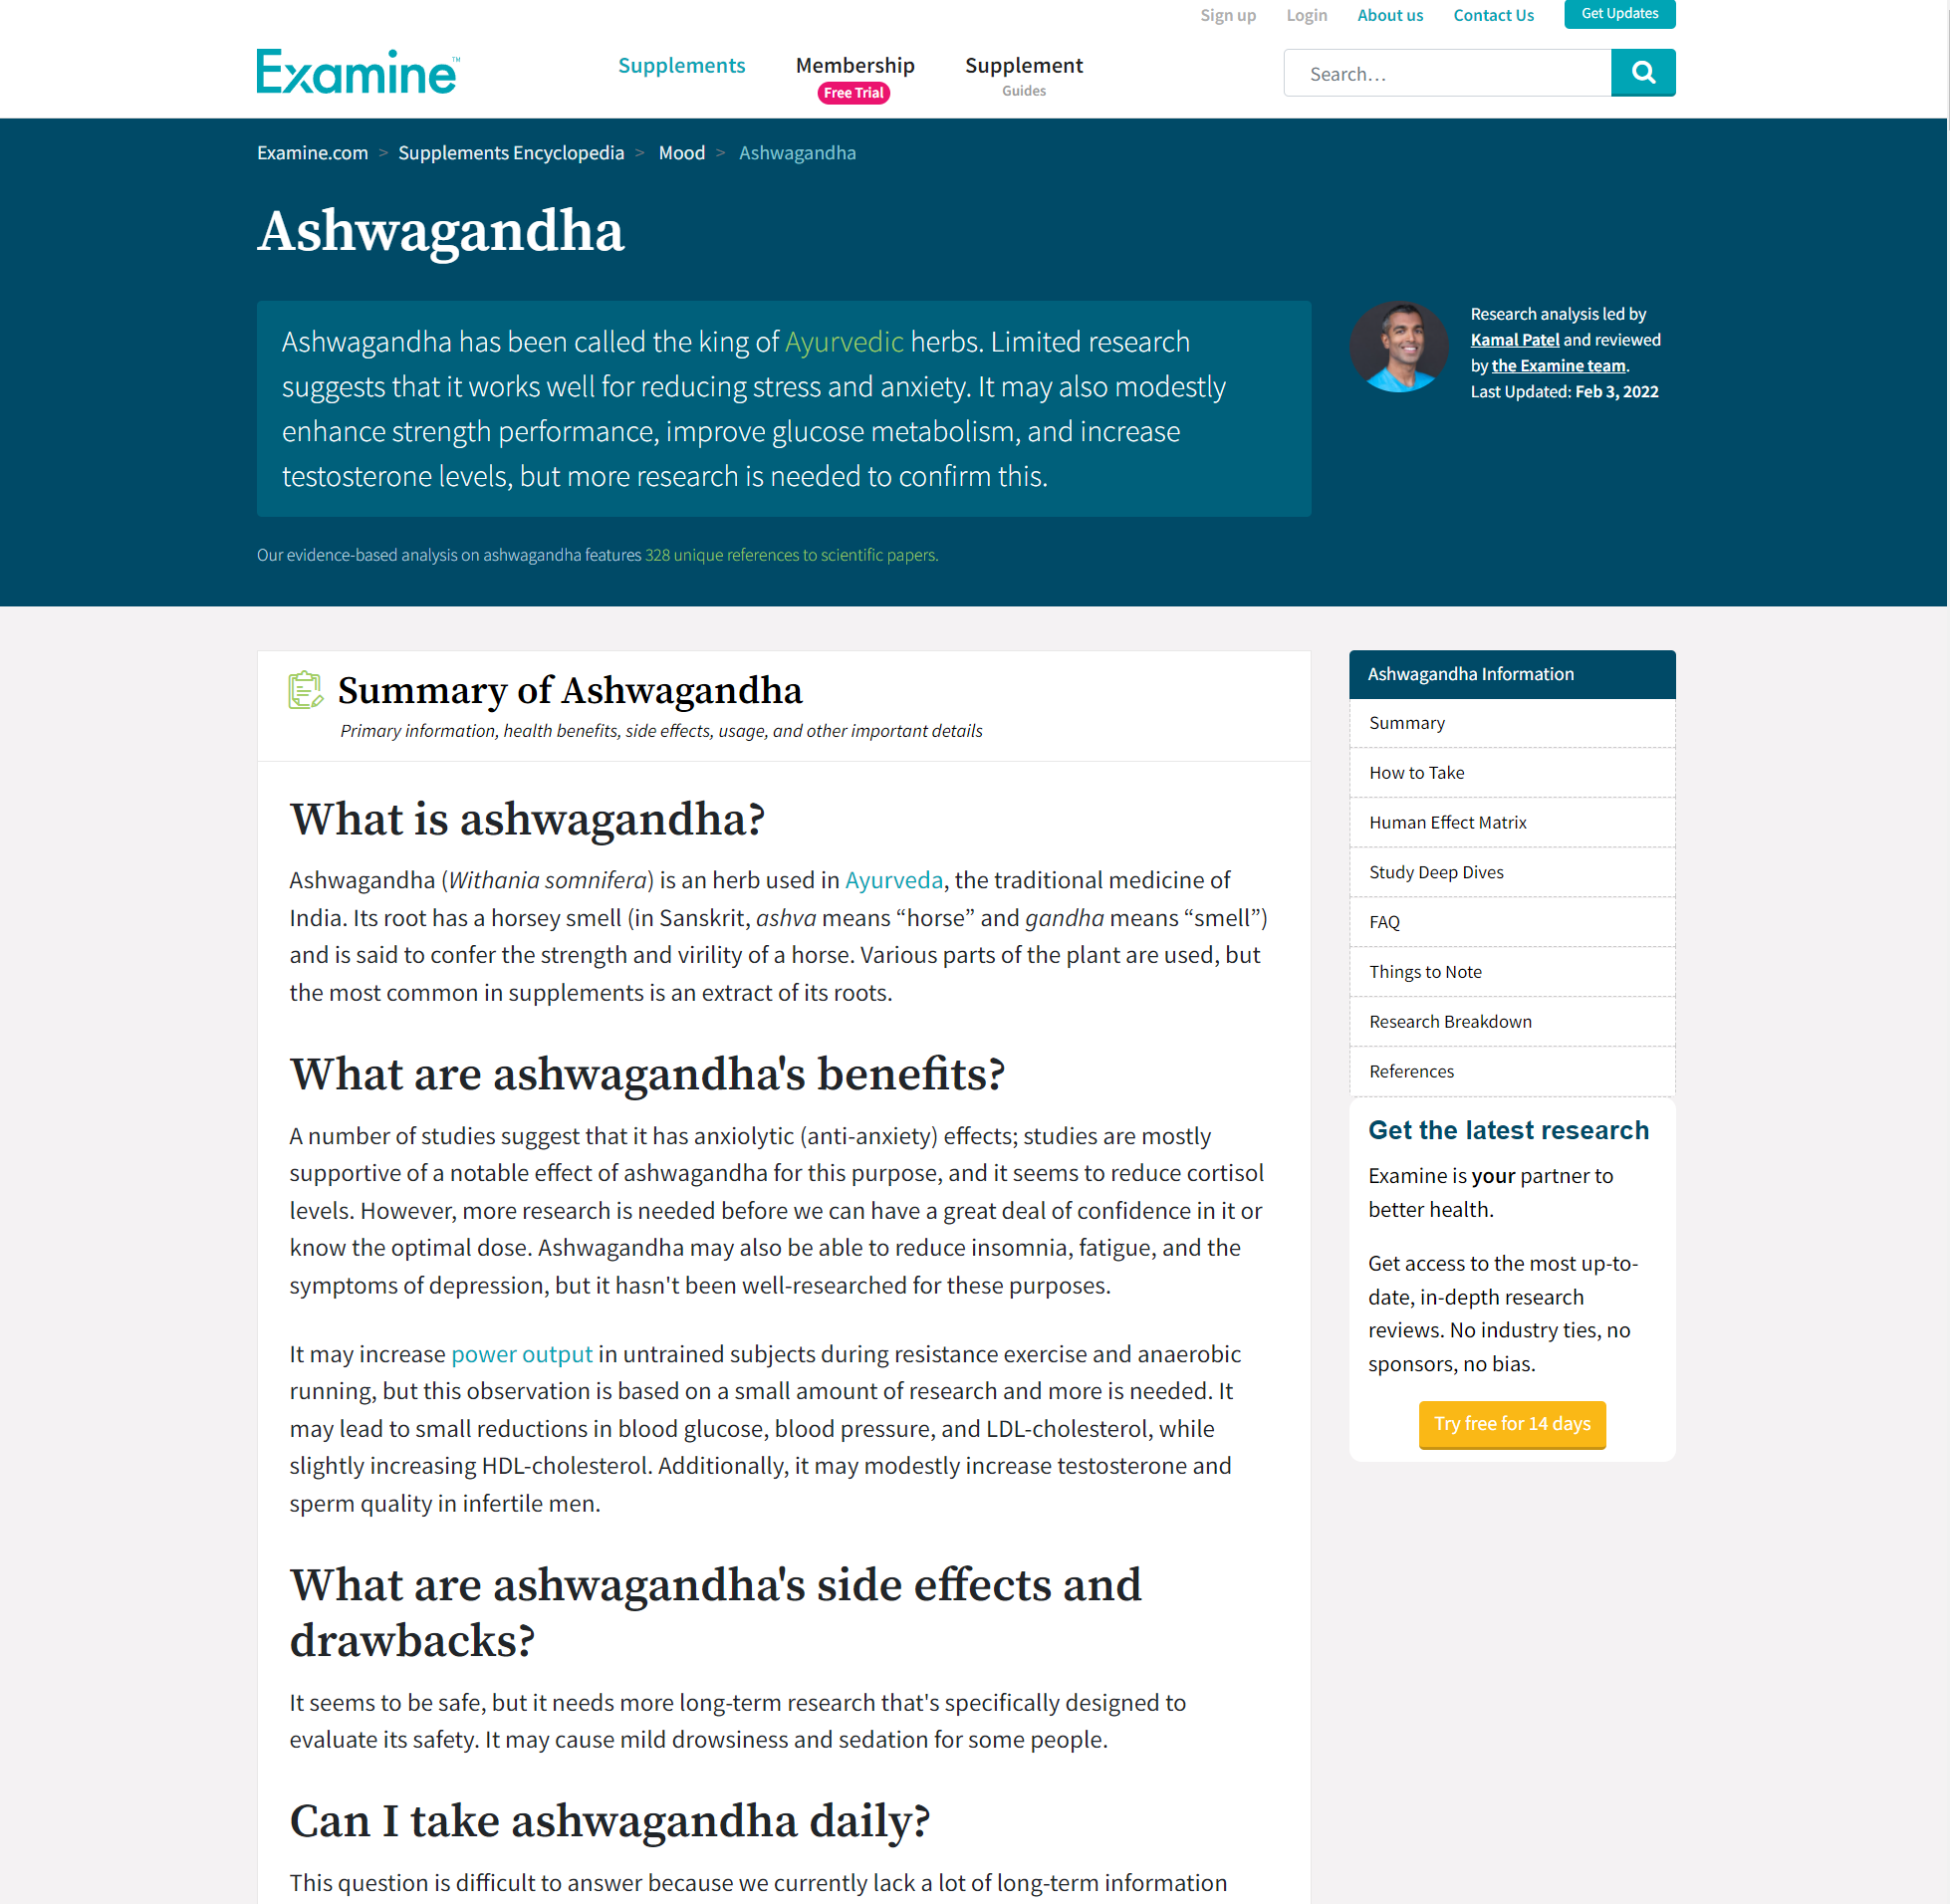 Sign up Login About us Contact Us Get Updates
Examine™ Supplements Membership Supplement Search…
Free Trial Guides
Examine.com > Supplements Encyclopedia > Mood > Ashwagandha
Ashwagandha
Ashwagandha has been called the king of Ayurvedic herbs. Limited research
suggests that it works well for reducing stress and anxiety. It may also modestly
enhance strength performance, improve glucose metabolism, and increase
testosterone levels, but more research is needed to confirm this.
Research analysis led by
Kamal Patel and reviewed
by the Examine team.
Last Updated: Feb 3, 2022
Our evidence-based analysis on ashwagandha features 328 unique references to scientific papers.
Summary of Ashwagandha
Primary information, health benefits, side effects, usage, and other important details
What is ashwagandha?
Ashwagandha (Withania somnifera) is an herb used in Ayurveda, the traditional medicine of
India. Its root has a horsey smell (in Sanskrit, ashva means “horse” and gandha means “smell”)
and is said to confer the strength and virility of a horse. Various parts of the plant are used, but
the most common in supplements is an extract of its roots.
What are ashwagandha's benefits?
A number of studies suggest that it has anxiolytic (anti-anxiety) effects; studies are mostly
supportive of a notable effect of ashwagandha for this purpose, and it seems to reduce cortisol
levels. However, more research is needed before we can have a great deal of confidence in it or
know the optimal dose. Ashwagandha may also be able to reduce insomnia, fatigue, and the
symptoms of depression, but it hasn't been well-researched for these purposes.
It may increase power output in untrained subjects during resistance exercise and anaerobic
running, but this observation is based on a small amount of research and more is needed. It
may lead to small reductions in blood glucose, blood pressure, and LDL-cholesterol, while
slightly increasing HDL-cholesterol. Additionally, it may modestly increase testosterone and
sperm quality in infertile men.
What are ashwagandha's side effects and
drawbacks?
It seems to be safe, but it needs more long-term research that's specifically designed to
evaluate its safety. It may cause mild drowsiness and sedation for some people.
Can I take ashwagandha daily?
This question is difficult to answer because we currently lack a lot of long-term information
Ashwagandha Information
Summary
How to Take
Human Effect Matrix
Study Deep Dives
FAQ
Things to Note
Research Breakdown
References
Get the latest research
Examine is your partner to
better health.
Get access to the most up-to-
date, in-depth research
reviews. No industry ties, no
sponsors, no bias.
Try free for 14 days